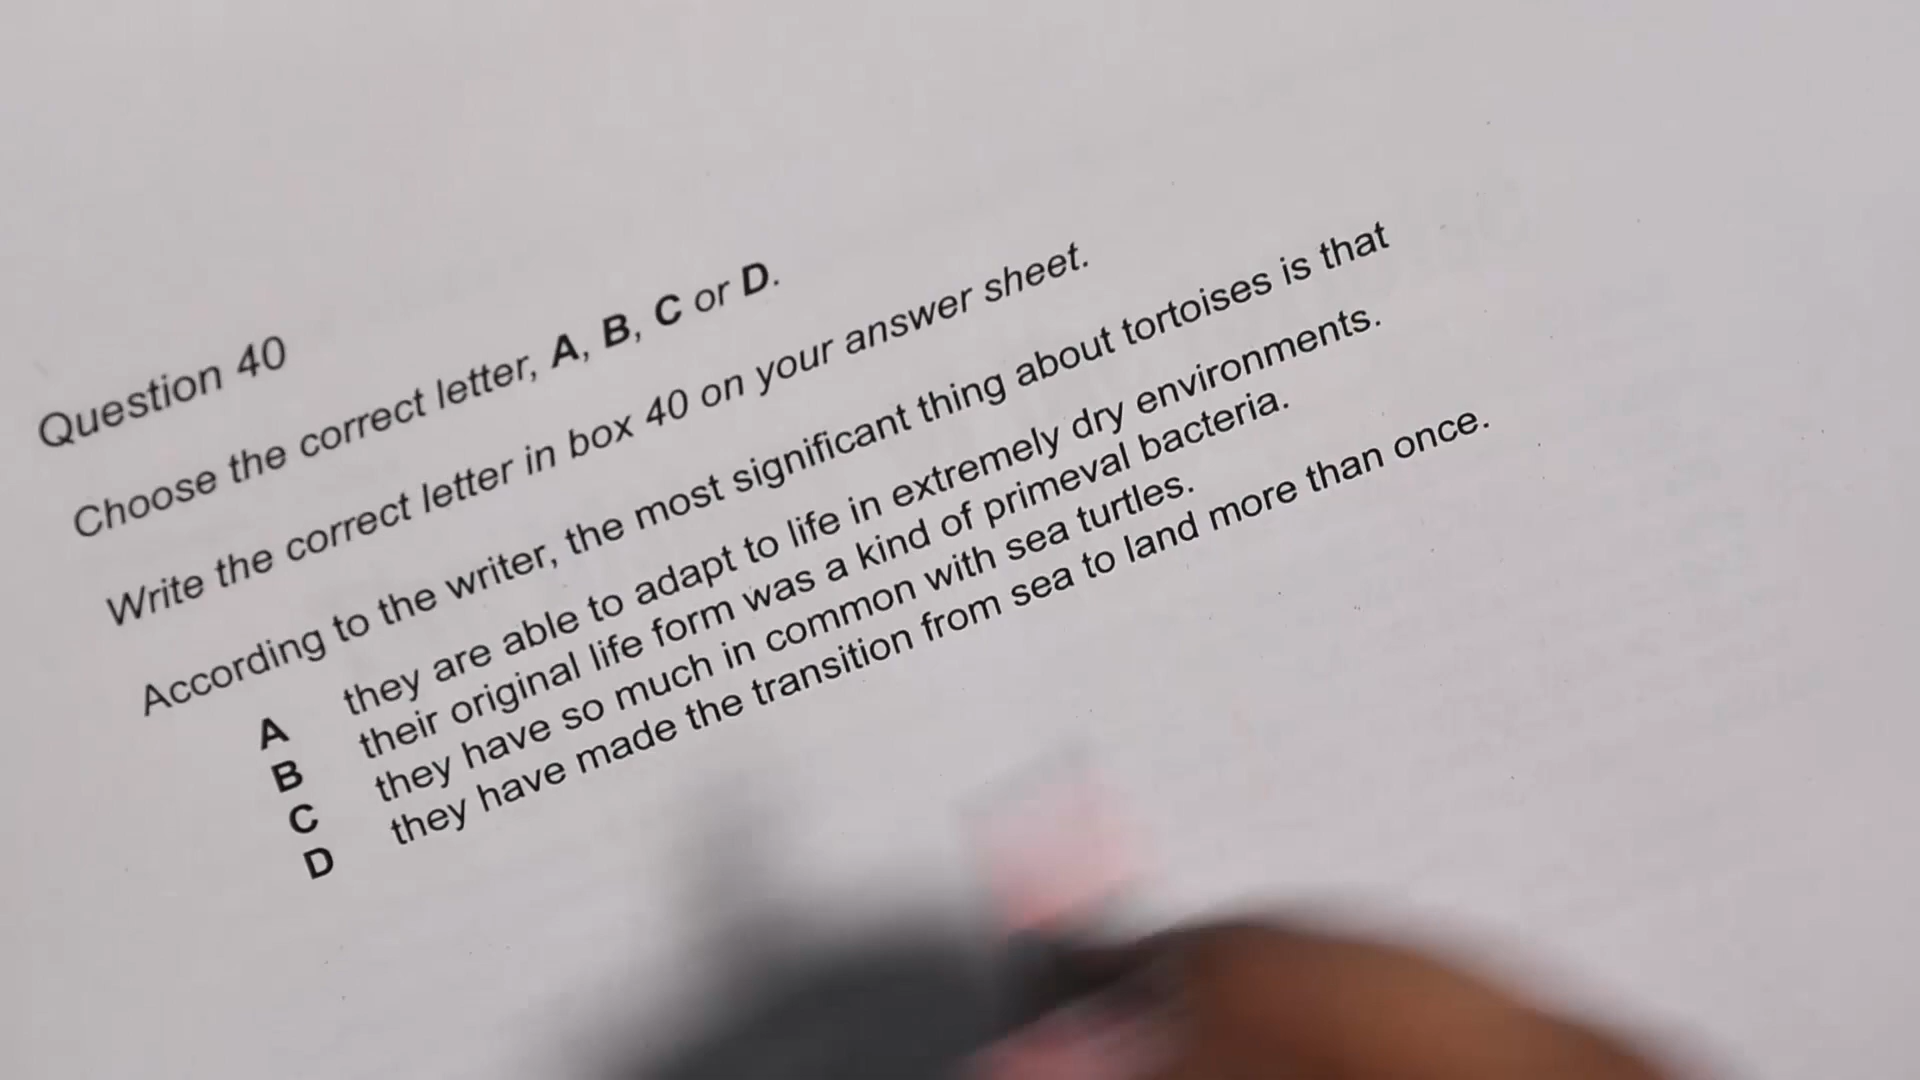 Question 40
Choose the correct letter, A, B, C or D.
Write the correct letter in box 40 on your answer sheet.
According to the writer, the most significant thing about tortoises is that
A they are able to adapt to life in extremely dry environments.
B their original life form was a kind of primeval bacteria.
C they have so much in common with sea turtles.
D they have made the transition from sea to land more than once.